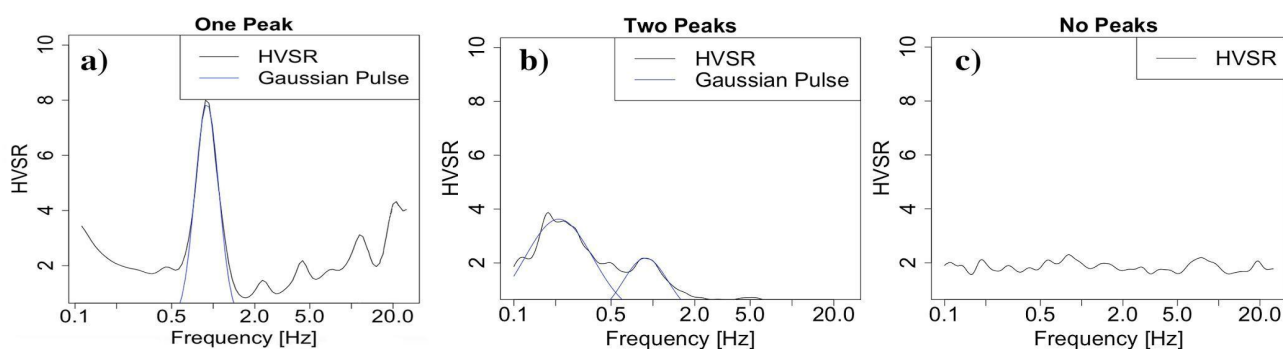 One Peak
a)
HVSR
Gaussian Pulse
10
8
6
4
2
HVSR
0.1 0.5 2.0 5.0 20.0
Frequency [Hz]
Two Peaks
b)
HVSR
Gaussian Pulse
10
8
6
4
2
HVSR
0.1 0.5 2.0 5.0 20.0
Frequency [Hz]
No Peaks
c)
HVSR
10
8
6
4
2
HVSR
0.1 0.5 2.0 5.0 20.0
Frequency [Hz]